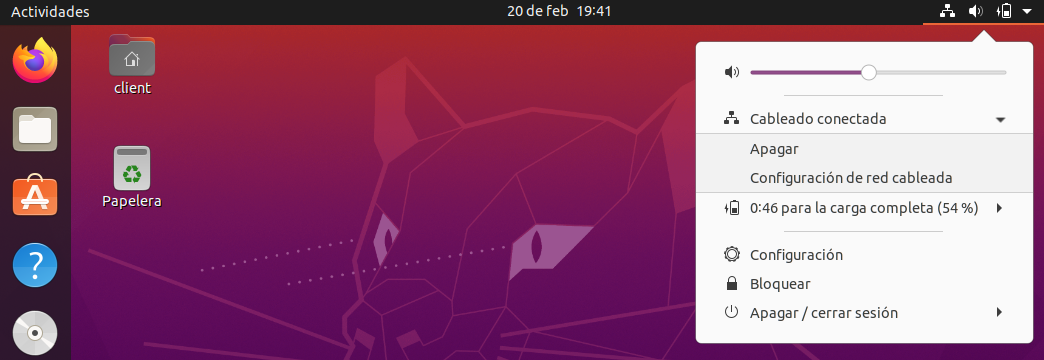 Actividades
20 de feb 19:41
client
Papelera
Cableado conectada
Apagar
Configuración de red cableada
0:46 para la carga completa (54 %)
Configuración
Bloquear
Apagar / cerrar sesión